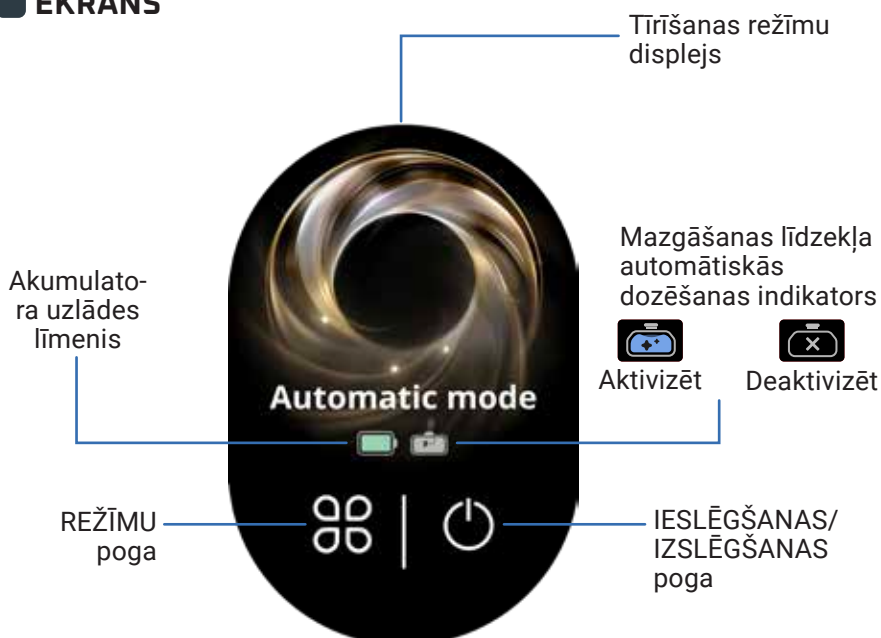 EKRĀNS
Tīrīšanas režīmu
displejs
Akumulato-
ra uzlādes
līmenis
Mazgāšanas līdzekļa
automātiskās
dozēšanas indikators
Aktivizēt
Deaktivizēt
Automatic mode
REŽĪMU
poga
IESLĒGŠANAS/
IZSLĒGŠANAS
poga